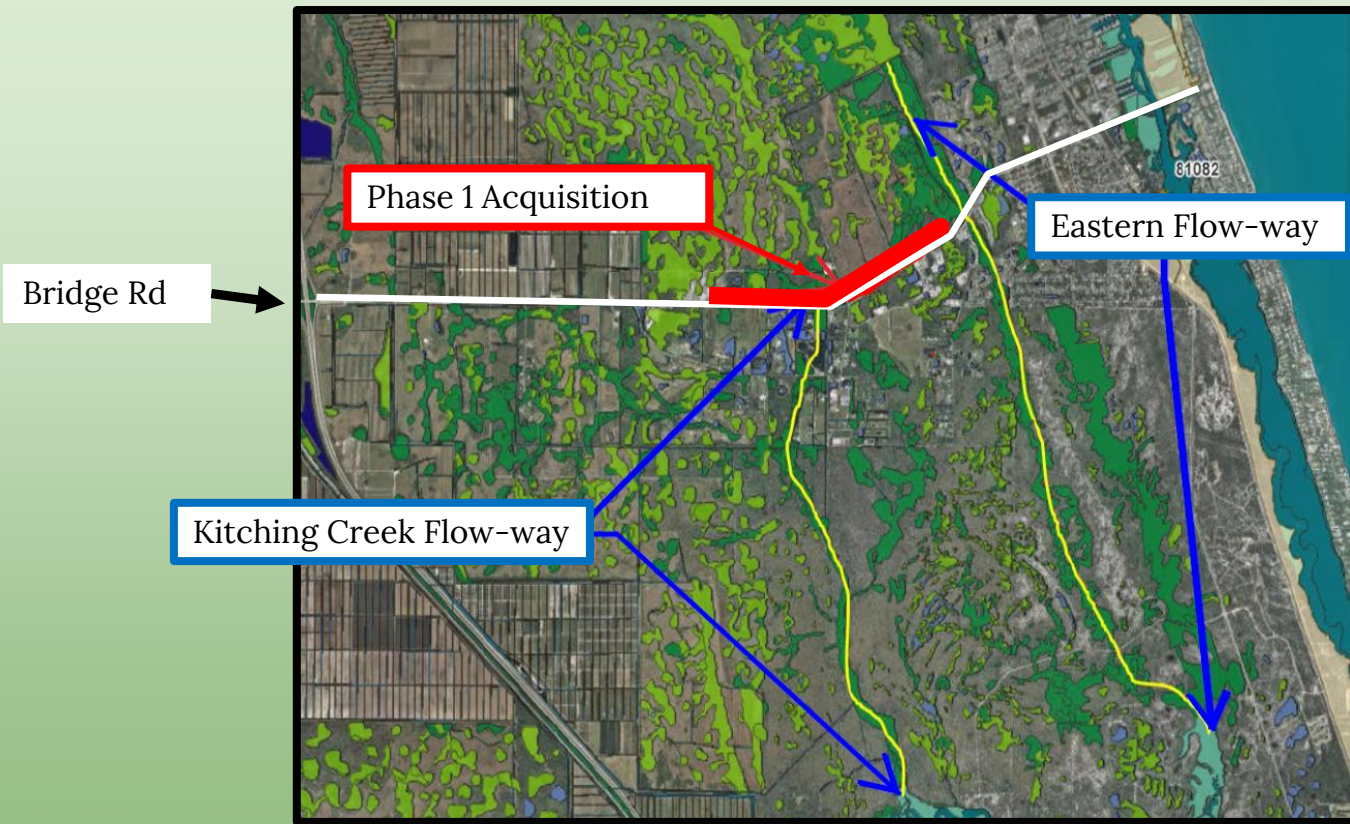 81082
Phase 1 Acquisition
Eastern Flow-way
Bridge Rd
Kitching Creek Flow-way